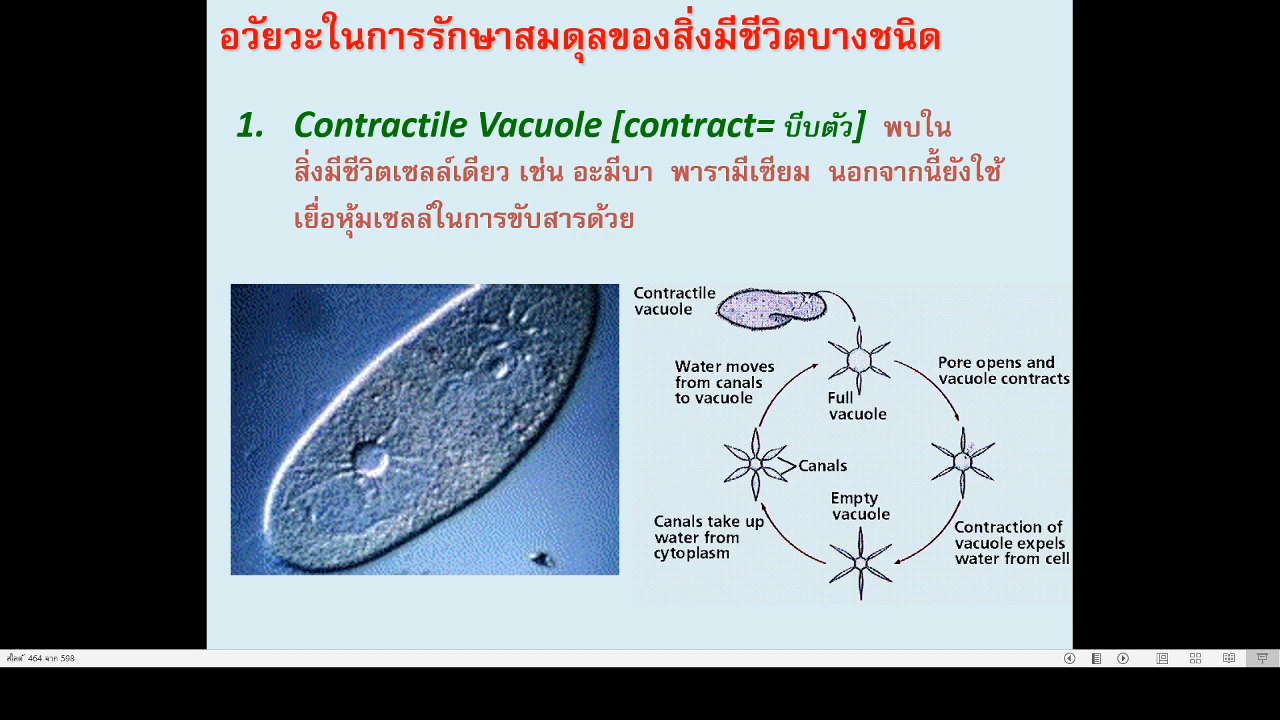 อวัยวะในการรักษาสมดุลของสิ่งมีชีวิตบางชนิด
1. Contractile Vacuole [contract= บีบตัว] พบใน
สิ่งมีชีวิตเซลล์เดียว เช่น อะมีบา พารามีเซียม นอกจากนี้ยังใช้
เยื่อหุ้มเซลล์ในการขับสารด้วย
Contractile
vacuole
Water moves
from canals
to vacuole
Full
vacuole
Pore opens and
vacuole contracts
Canals
Empty
vacuole
Canals take up
water from
cytoplasm
Contraction of
vacuole expels
water from cell
สไลด์ 464 จาก 598